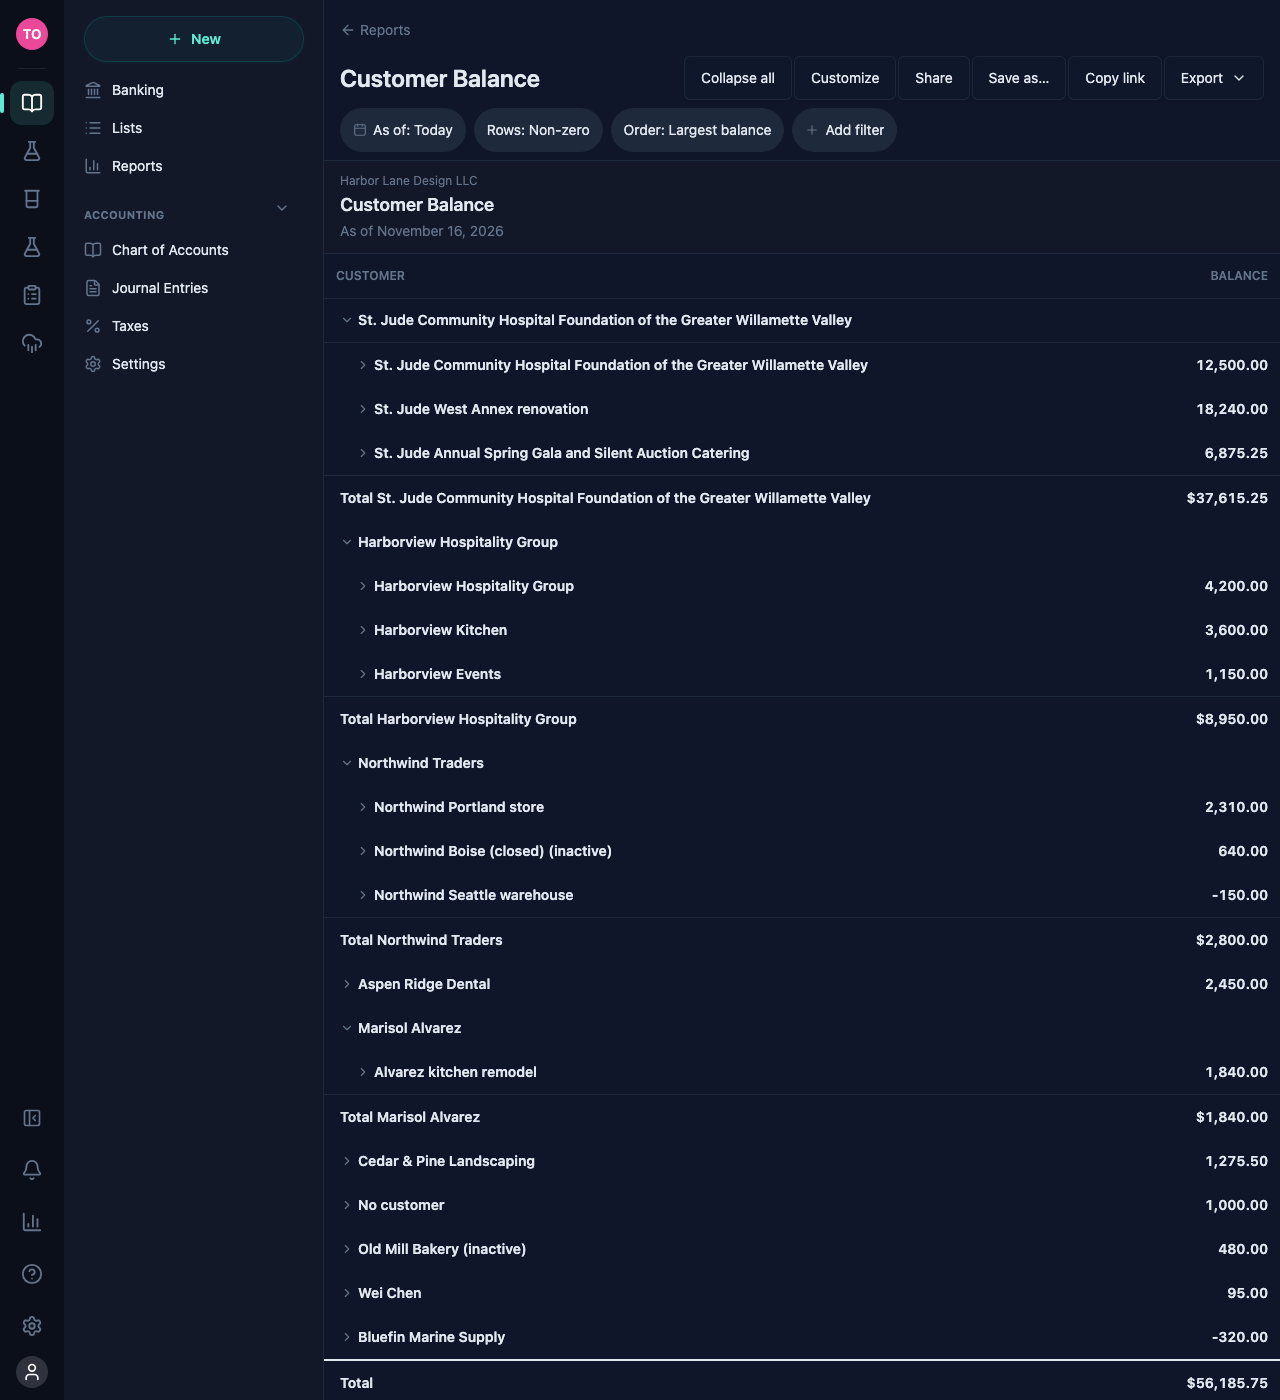 TO
New
Banking
Lists
Reports
ACCOUNTING
Chart of Accounts
Journal Entries
Taxes
Settings
Reports
Customer Balance
Collapse all
Customize
Share
Save as...
Copy link
Export
As of: Today
Rows: Non-zero
Order: Largest balance
Add filter
Harbor Lane Design LLC
Customer Balance
As of November 16, 2026
CUSTOMER BALANCE
St. Jude Community Hospital Foundation of the Greater Willamette Valley
St. Jude Community Hospital Foundation of the Greater Willamette Valley 12,500.00
St. Jude West Annex renovation 18,240.00
St. Jude Annual Spring Gala and Silent Auction Catering 6,875.25
Total St. Jude Community Hospital Foundation of the Greater Willamette Valley $37,615.25
Harborview Hospitality Group
Harborview Hospitality Group 4,200.00
Harborview Kitchen 3,600.00
Harborview Events 1,150.00
Total Harborview Hospitality Group $8,950.00
Northwind Traders
Northwind Portland store 2,310.00
Northwind Boise (closed) (inactive) 640.00
Northwind Seattle warehouse -150.00
Total Northwind Traders $2,800.00
Aspen Ridge Dental 2,450.00
Marisol Alvarez
Alvarez kitchen remodel 1,840.00
Total Marisol Alvarez $1,840.00
Cedar & Pine Landscaping 1,275.50
No customer 1,000.00
Old Mill Bakery (inactive) 480.00
Wei Chen 95.00
Bluefin Marine Supply -320.00
Total $56,185.75